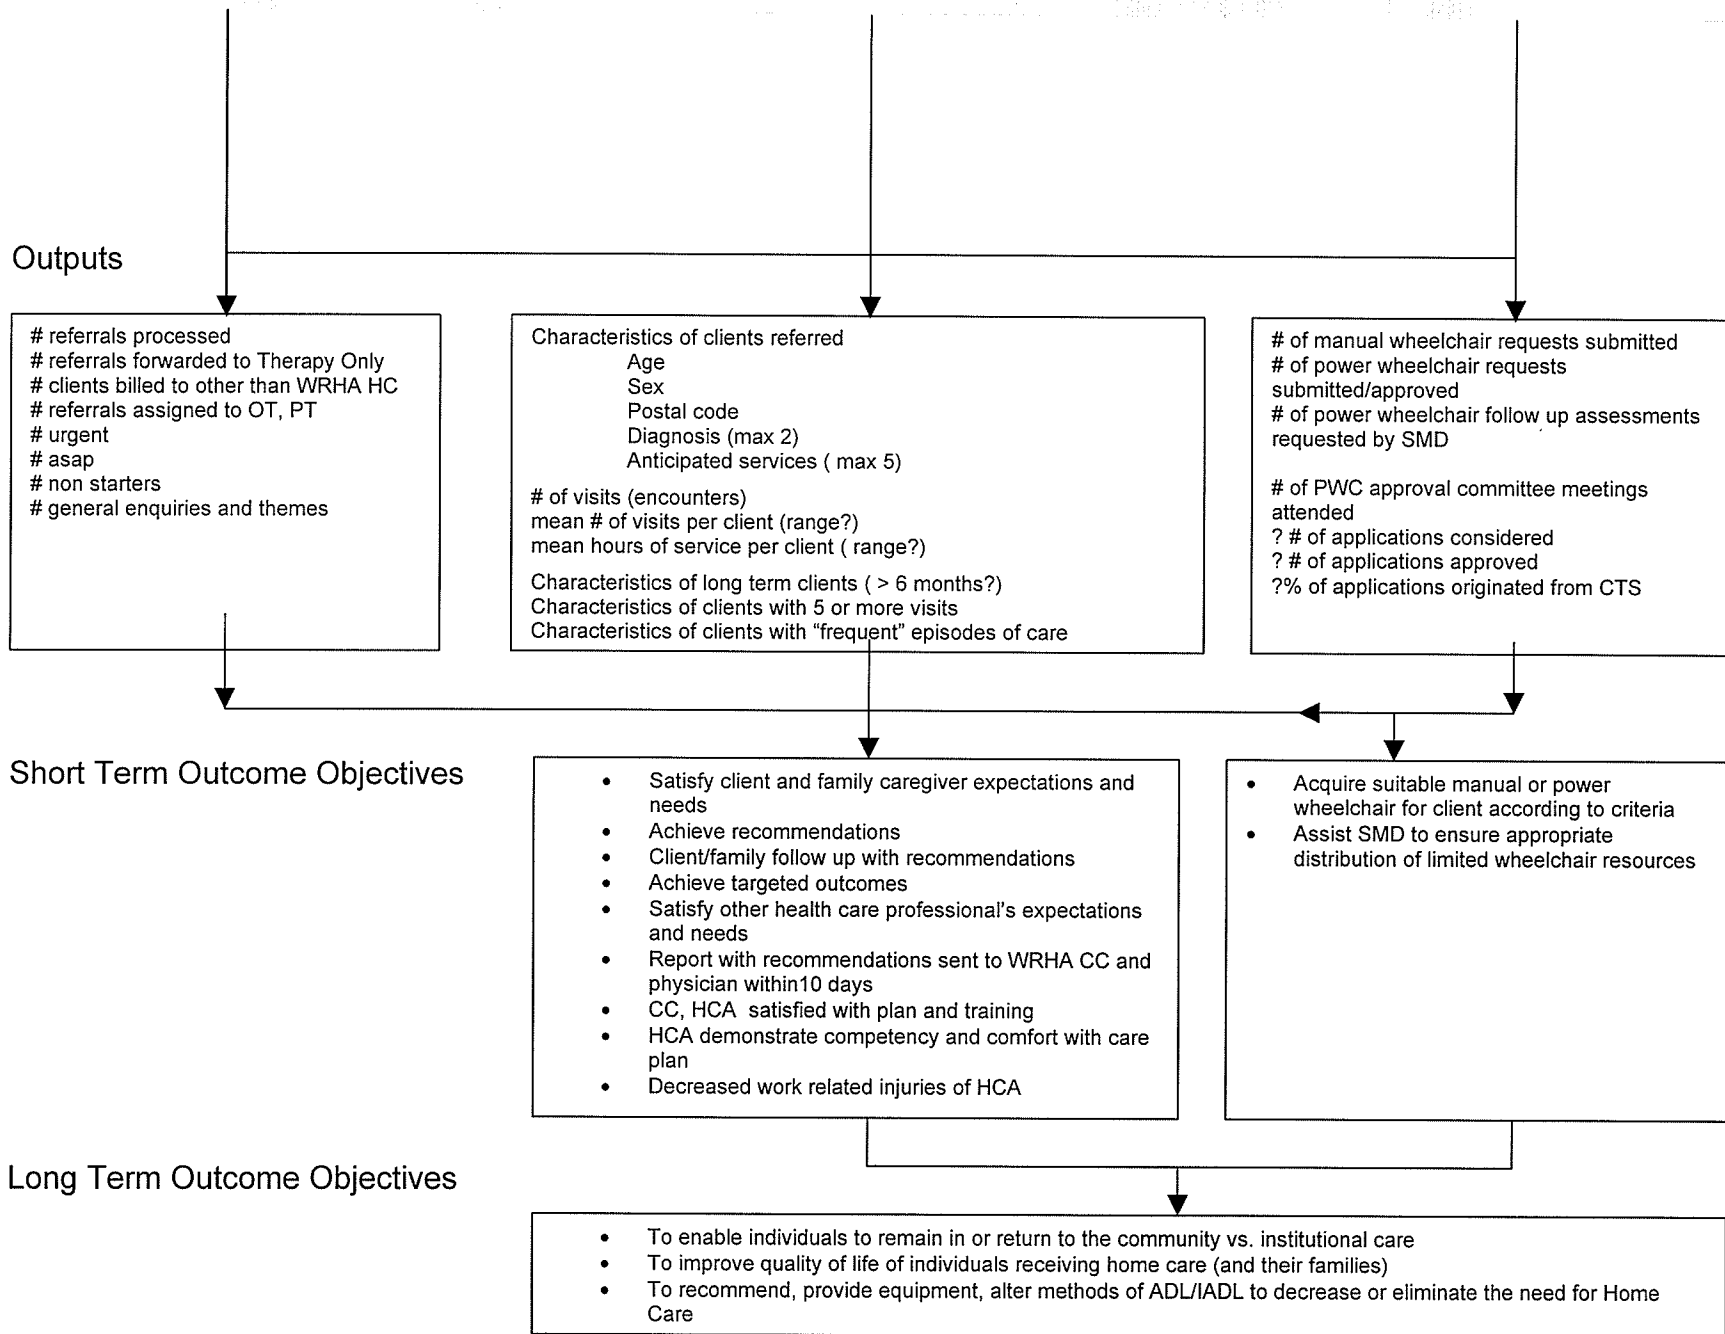 Outputs
# referrals processed
# referrals forwarded to Therapy Only
# clients billed to other than WRHA HC
# referrals assigned to OT, PT
# urgent
# asap
# non starters
# general enquiries and themes
Characteristics of clients referred
Age
Sex
Postal code
Diagnosis (max 2)
Anticipated services ( max 5)
# of visits (encounters)
mean # of visits per client (range?)
mean hours of service per client ( range?)
Characteristics of long term clients ( > 6 months?)
Characteristics of clients with 5 or more visits
Characteristics of clients with “frequent” episodes of care
# of manual wheelchair requests submitted
# of power wheelchair requests
submitted/approved
# of power wheelchair follow up assessments
requested by SMD
# of PWC approval committee meetings
attended
? # of applications considered
? # of applications approved
?% of applications originated from CTS
Short Term Outcome Objectives
• Satisfy client and family caregiver expectations and
needs
• Achieve recommendations
• Client/family follow up with recommendations
• Achieve targeted outcomes
• Satisfy other health care professional's expectations
and needs
• Report with recommendations sent to WRHA CC and
physician within10 days
• CC, HCA satisfied with plan and training
• HCA demonstrate competency and comfort with care
plan
• Decreased work related injuries of HCA
• Acquire suitable manual or power
wheelchair for client according to criteria
• Assist SMD to ensure appropriate
distribution of limited wheelchair resources
Long Term Outcome Objectives
• To enable individuals to remain in or return to the community vs. institutional care
• To improve quality of life of individuals receiving home care (and their families)
• To recommend, provide equipment, alter methods of ADL/IADL to decrease or eliminate the need for Home
Care